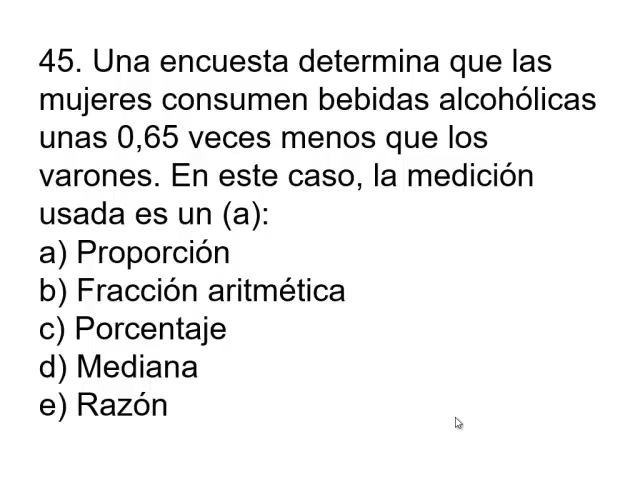 45. Una encuesta determina que las
mujeres consumen bebidas alcohólicas
unas 0,65 veces menos que los
varones. En este caso, la medición
usada es un (a):
a) Proporción
b) Fracción aritmética
c) Porcentaje
d) Mediana
e) Razón